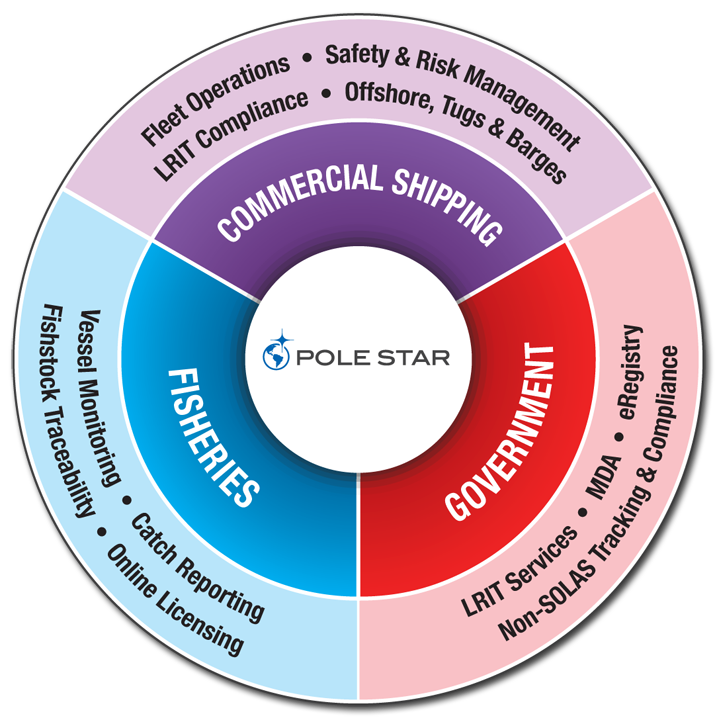 Fleet Operations • Safety & Risk Management
LRIT Compliance • Offshore, Tugs & Barges
COMMERCIAL SHIPPING
POLE STAR
FISHERIES
Vessel Monitoring • Catch Reporting
Fishstock Traceability • Online Licensing
GOVERNMENT
LRIT Services • MDA • eRegistry
Non-SOLAS Tracking & Compliance